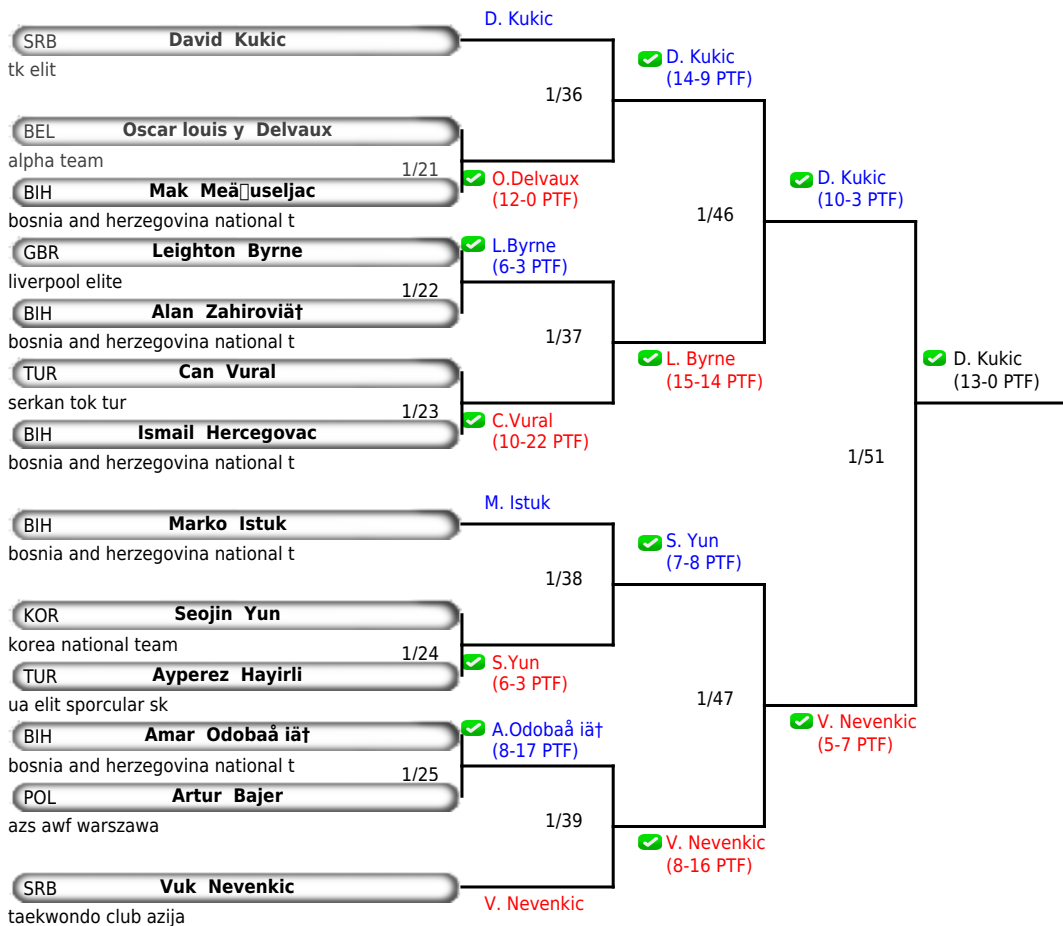 D. Kukic
SRB David Kukic
tk elit
D. Kukic
(14-9 PTF)
1/36
BEL Oscar louis y Delvaux
alpha team
1/21
O.Delvaux
(12-0 PTF)
BIH Mak Meä▯useljac
bosnia and herzegovina national t
D. Kukic
(10-3 PTF)
1/46
GBR Leighton Byrne
liverpool elite
L.Byrne
(6-3 PTF)
1/22
BIH Alan Zahiroviä†
bosnia and herzegovina national t
1/37
TUR Can Vural
serkan tok tur
L. Byrne
(15-14 PTF)
D. Kukic
(13-0 PTF)
1/23
C.Vural
(10-22 PTF)
BIH Ismail Hercegovac
bosnia and herzegovina national t
1/51
M. Istuk
BIH Marko Istuk
bosnia and herzegovina national t
S. Yun
(7-8 PTF)
1/38
KOR Seojin Yun
korea national team
1/24
S.Yun
(6-3 PTF)
TUR Ayperez Hayirli
ua elit sporcular sk
1/47
BIH Amar Odobaå iä†
bosnia and herzegovina national t
A.Odobaå iä†
(8-17 PTF)
V. Nevenkic
(5-7 PTF)
1/25
POL Artur Bajer
azs awf warszawa
1/39
V. Nevenkic
(8-16 PTF)
SRB Vuk Nevenkic
taekwondo club azija
V. Nevenkic